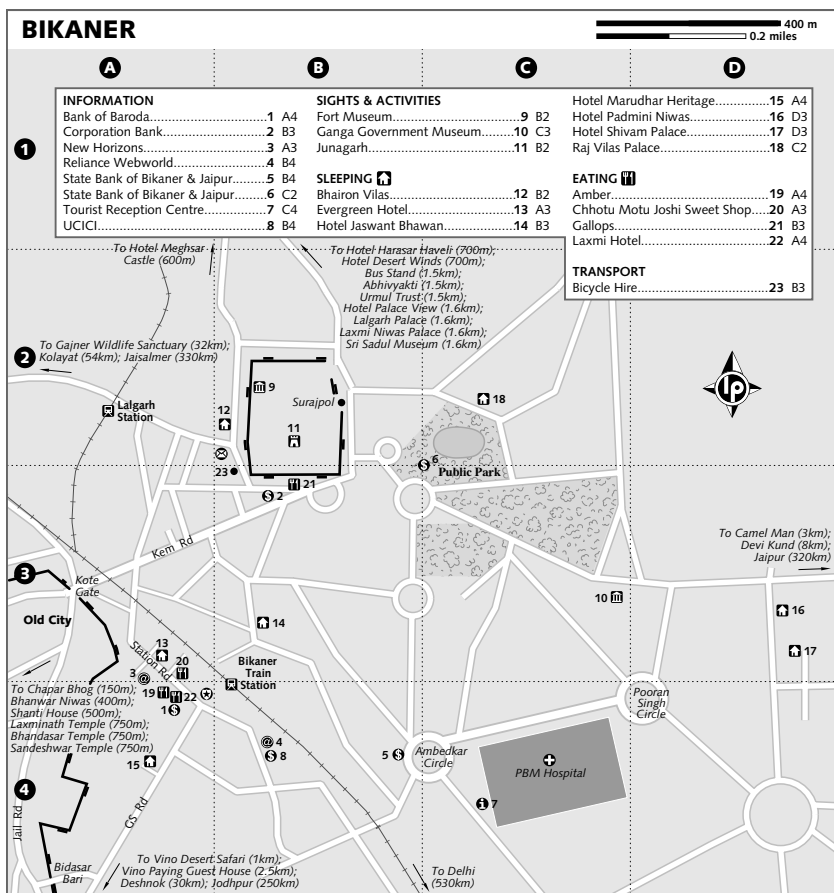 BIKANER
400 m
0.2 miles
A
B
C
D
1
INFORMATION
Bank of Baroda 1 A4
Corporation Bank 2 B3
New Horizons 3 A3
Reliance Webworld 4 B4
State Bank of Bikaner & Jaipur 5 B4
State Bank of Bikaner & Jaipur 6 C2
Tourist Reception Centre 7 C4
UCICI 8 B4
SIGHTS & ACTIVITIES
Fort Museum 9 B2
Ganga Government Museum 10 C3
Junagarh 11 B2
SLEEPING
Bhairon Vilas 12 B2
Evergreen Hotel 13 A3
Hotel Jaswant Bhawan 14 B3
Hotel Marudhar Heritage 15 A4
Hotel Padmini Niwas 16 D3
Hotel Shivam Palace 17 D3
Raj Vilas Palace 18 C2
EATING
Amber 19 A4
Chhotu Motu Joshi Sweet Shop 20 A3
Gallops 21 B3
Laxmi Hotel 22 A4
TRANSPORT
Bicycle Hire 23 B3
To Hotel Meghsar
Castle (600m)
To Hotel Harasar Haveli (700m);
Hotel Desert Winds (700m);
Bus Stand (1.5km);
Abhivyakti (1.5km);
Urmul Trust (1.5km);
Hotel Palace View (1.6km);
Lalgarh Palace (1.6km);
Laxmi Niwas Palace (1.6km);
Sri Sadul Museum (1.6km)
2
To Gajner Wildlife Sanctuary (32km);
Kolayat (54km); Jaisalmer (330km)
lp
9
Surajpol
18
Lalgarh
Station
12
11
6
Public Park
23
21
2
Kem Rd
To Camel Man (3km);
Devi Kund (8km);
Jaipur (320km)
3
Kote
Gate
10
16
Old City
14
13
Station Rd
20
17
3
Bikaner
Train
Station
To Chapar Bhog (150m);
Bhanwar Niwas (400m);
Shanti House (500m);
Laxminath Temple (750m);
Bhandasar Temple (750m);
Sandeshwar Temple (750m)
19
22
1
Pooran
Singh
Circle
4
8
5
Ambedkar
Circle
15
PBM Hospital
4
7
Jail Rd
GS Rd
Bidasar
Bari
To Vino Desert Safari (1km);
Vino Paying Guest House (2.5km);
Deshnok (30km); Jodhpur (250km)
To Delhi
(530km)